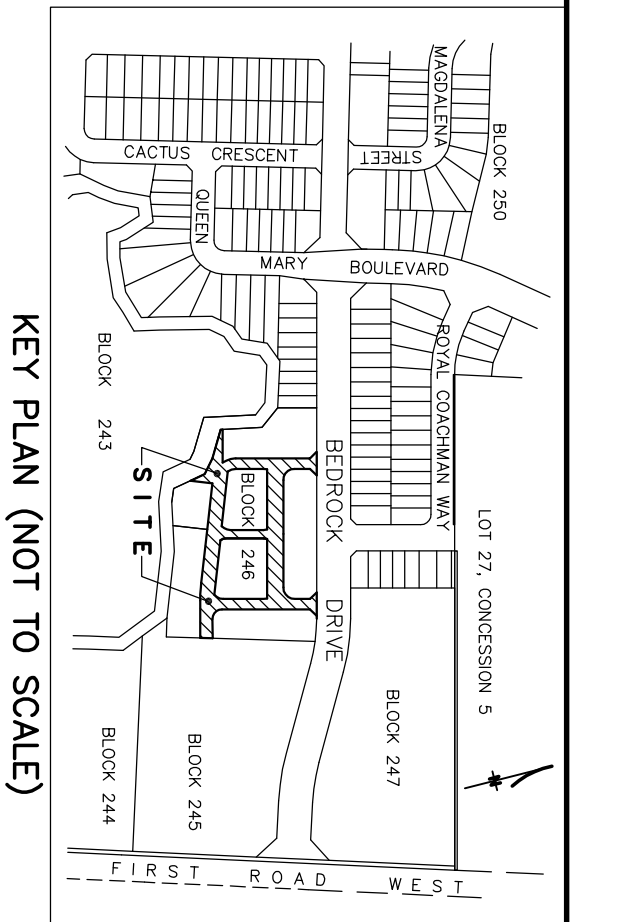 MAGDALENA
STREET
BLOCK 250
CACTUS CRESCENT
QUEEN
MARY BOULEVARD
ROYAL COACHMAN WAY
BLOCK 243
BEDROCK DRIVE
BLOCK 246
SITE
LOT 27, CONCESSION 5
BLOCK 247
BLOCK 245
BLOCK 244
FIRST ROAD WEST
N
KEY PLAN (NOT TO SCALE)